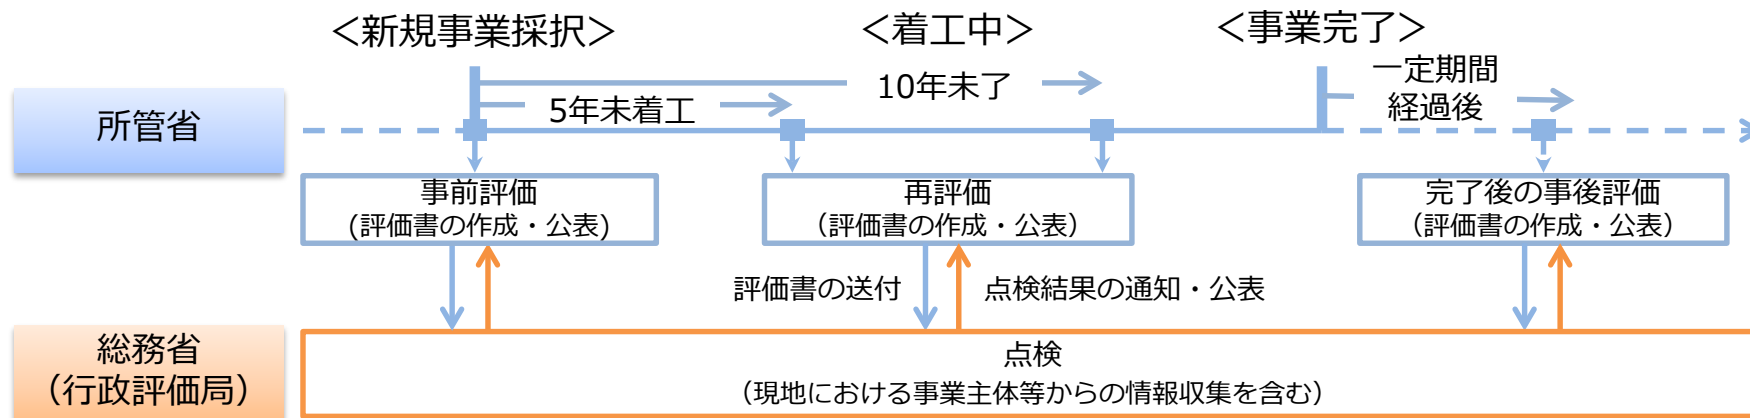 ＜新規事業採択＞
＜着工中＞
＜事業完了＞
5年未着工
10年未了
一定期間
経過後
所管省
事前評価
(評価書の作成・公表)
再評価
（評価書の作成・公表）
完了後の事後評価
（評価書の作成・公表）
評価書の送付
点検結果の通知・公表
総務省
（行政評価局）
点検
（現地における事業主体等からの情報収集を含む）